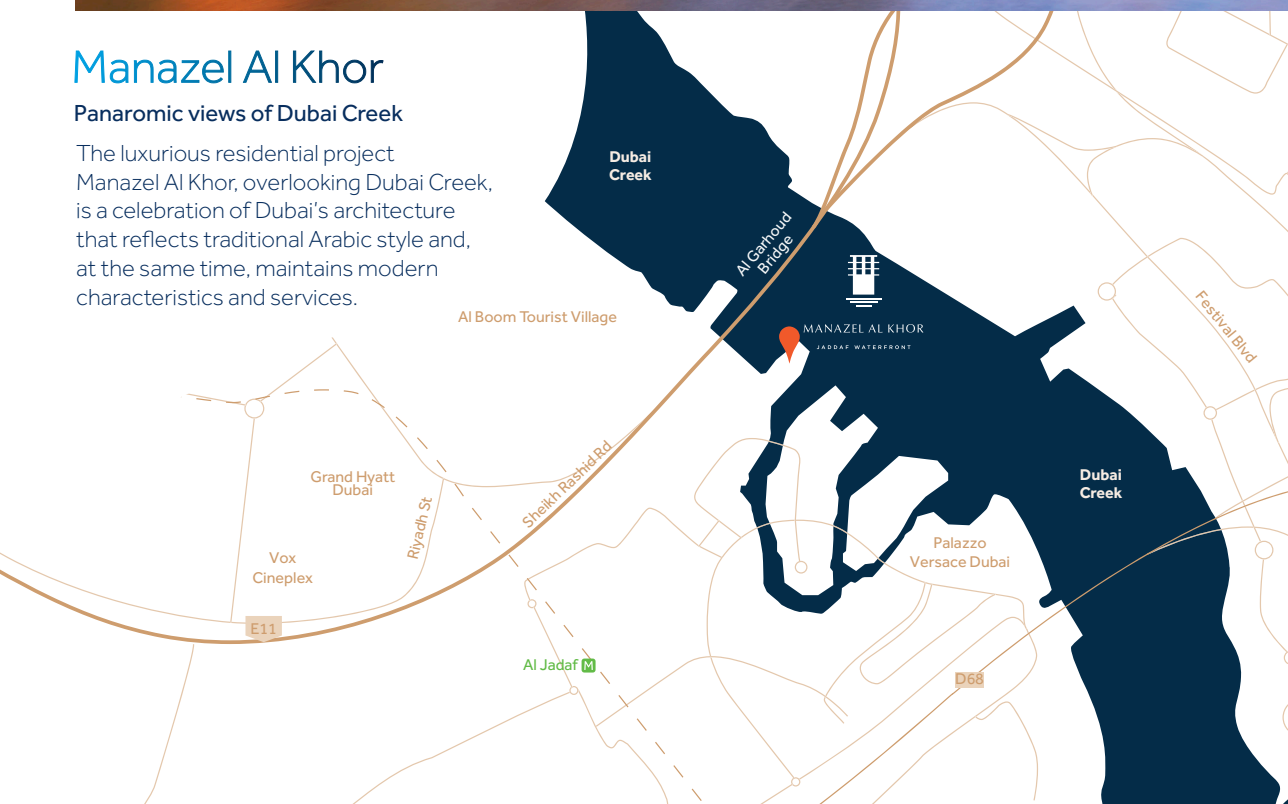 Manazel Al Khor
Panaromic views of Dubai Creek
The luxurious residential project
Manazel Al Khor, overlooking Dubai Creek,
is a celebration of Dubai's architecture
that reflects traditional Arabic style and,
at the same time, maintains modern
characteristics and services.
Dubai
Creek
Al Garhoud
Bridge
MANAZEL AL KHOR
JADDAF WATERFRONT
Al Boom Tourist Village
Festival Blvd
Grand Hyatt
Dubai
Riyadh St
Sheikh Rashid Rd
Dubai
Creek
Vox
Cineplex
Palazzo
Versace Dubai
E11
Al Jadaf M
D68